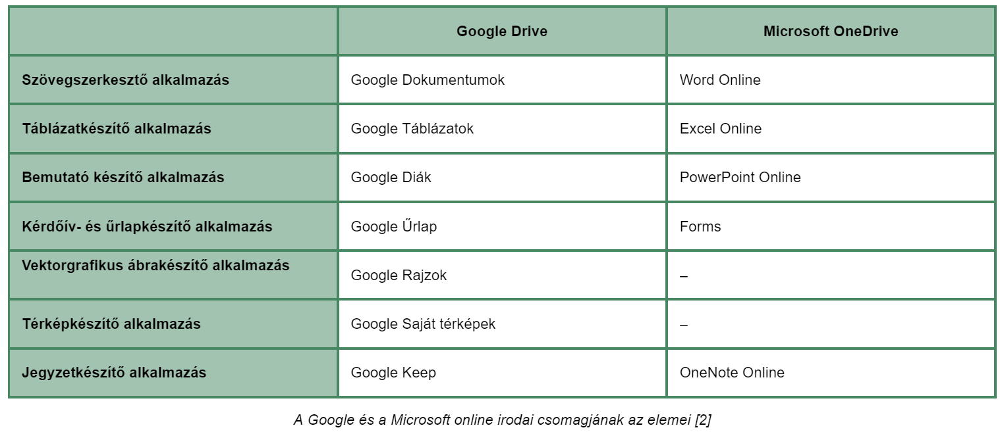 Google Drive Microsoft OneDrive
Szövegszerkesztő alkalmazás Google Dokumentumok Word Online
Táblázatkészítő alkalmazás Google Táblázatok Excel Online
Bemutató készítő alkalmazás Google Diák PowerPoint Online
Kérdőív- és űrlapkészítő alkalmazás Google Űrlap Forms
Vektorgrafikus ábrakészítő alkalmazás Google Rajzok –
Térképkészítő alkalmazás Google Saját térképek –
Jegyzetkészítő alkalmazás Google Keep OneNote Online
A Google és a Microsoft online irodai csomagjának az elemei [2]